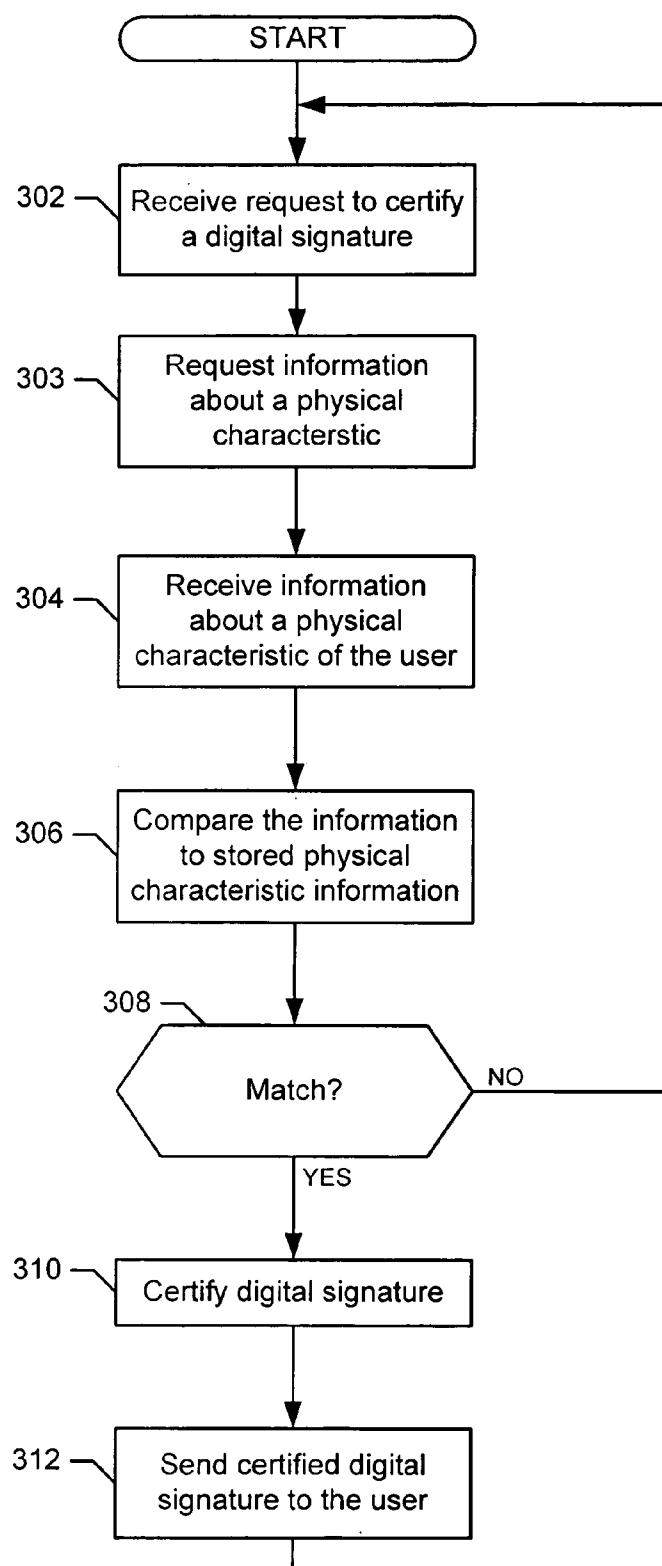 START
302
Receive request to certify
a digital signature
303
Request information
about a physical
characterstic
304
Receive information
about a physical
characteristic of the user
306
Compare the information
to stored physical
characteristic information
308
Match?
NO
YES
310
Certify digital signature
312
Send certified digital
signature to the user